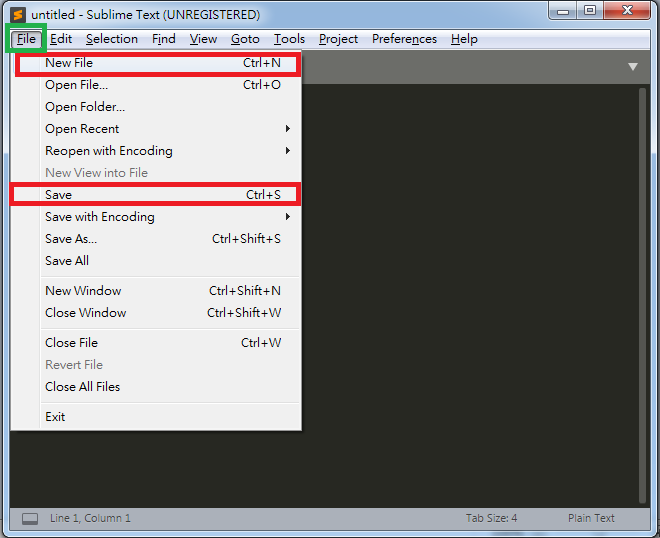 untitled - Sublime Text (UNREGISTERED)
File Edit Selection Find View Goto Tools Project Preferences Help
New File Ctrl+N
Open File... Ctrl+O
Open Folder...
Open Recent
Reopen with Encoding
New View into File
Save Ctrl+S
Save with Encoding
Save As... Ctrl+Shift+S
Save All
New Window Ctrl+Shift+N
Close Window Ctrl+Shift+W
Close File Ctrl+W
Revert File
Close All Files
Exit
Line 1, Column 1 Tab Size: 4 Plain Text